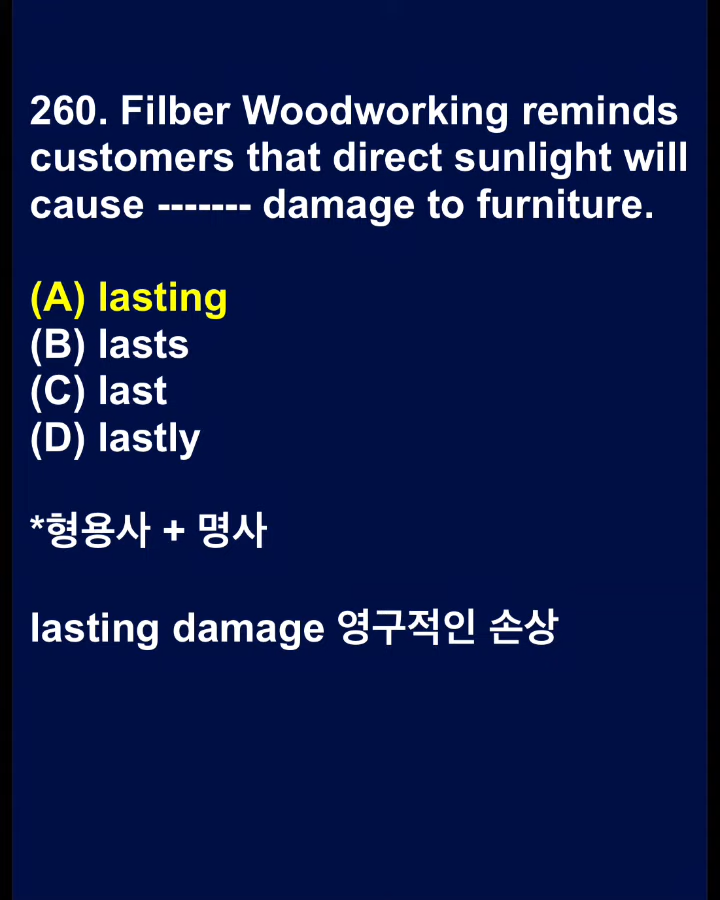 260. Filber Woodworking reminds
customers that direct sunlight will
cause ------- damage to furniture.
(A) lasting
(B) lasts
(C) last
(D) lastly
*형용사 + 명사
lasting damage 영구적인 손상